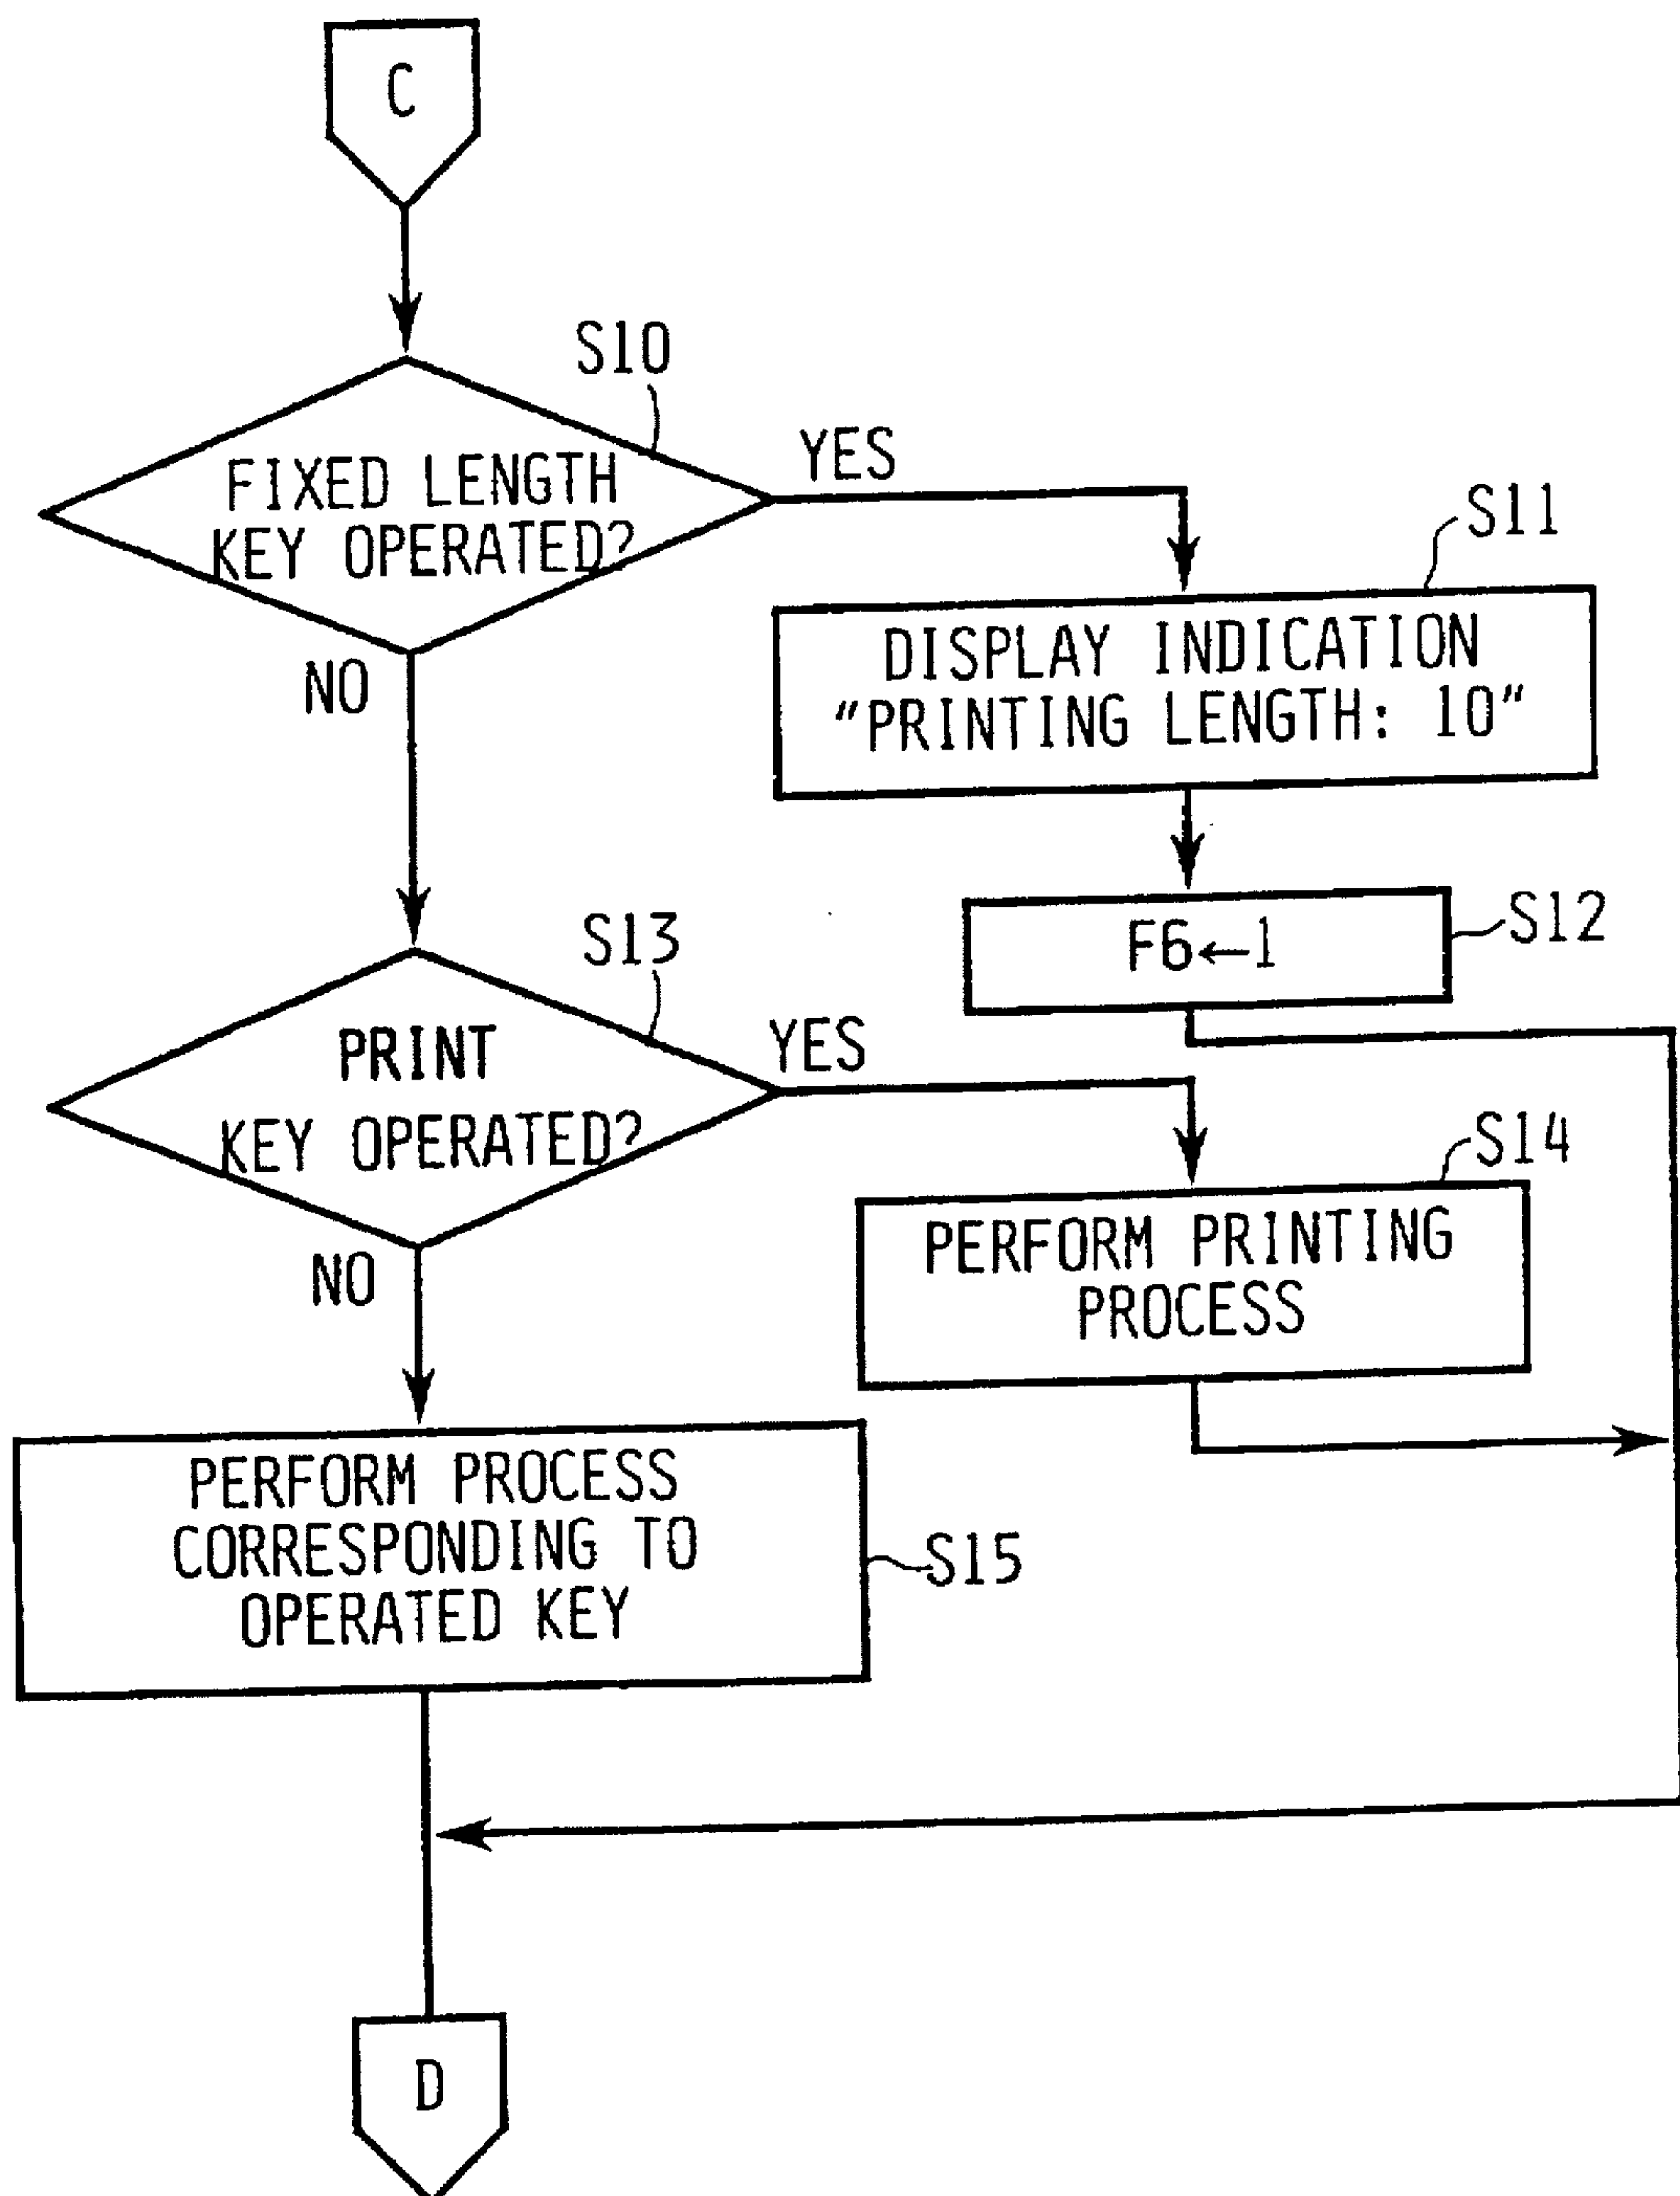 C
S10
FIXED LENGTH
KEY OPERATED?
YES
NO
S11
DISPLAY INDICATION
"PRINTING LENGTH: 10"
S12
F6←1
S13
PRINT
KEY OPERATED?
YES
NO
S14
PERFORM PRINTING
PROCESS
PERFORM PROCESS
CORRESPONDING TO
OPERATED KEY
S15
D